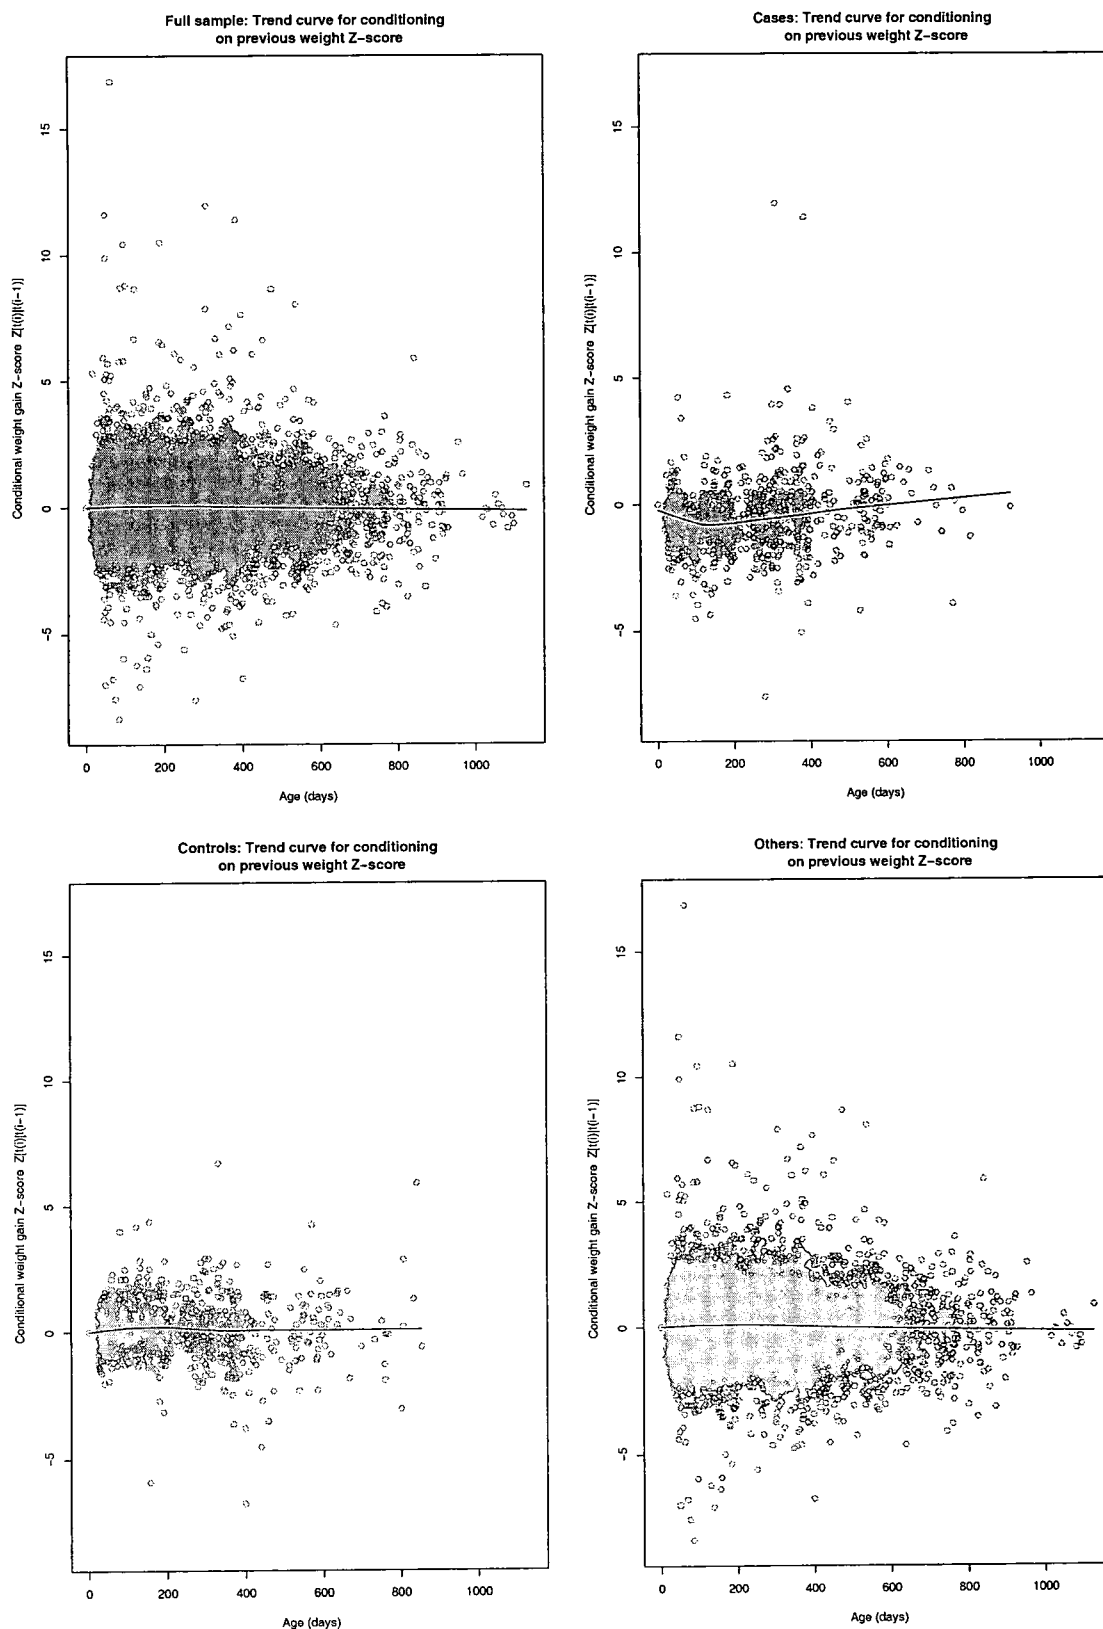 Full sample: Trend curve for conditioning
on previous weight Z−score
Conditional weight gain Z−score Z[t(i)|t(i−1)]
15
10
5
0
−5
0 200 400 600 800 1000
Age (days)
Cases: Trend curve for conditioning
on previous weight Z−score
Conditional weight gain Z−score Z[t(i)|t(i−1)]
15
10
5
0
−5
0 200 400 600 800 1000
Age (days)
Controls: Trend curve for conditioning
on previous weight Z−score
Conditional weight gain Z−score Z[t(i)|t(i−1)]
15
10
5
0
−5
0 200 400 600 800 1000
Age (days)
Others: Trend curve for conditioning
on previous weight Z−score
Conditional weight gain Z−score Z[t(i)|t(i−1)]
15
10
5
0
−5
0 200 400 600 800 1000
Age (days)